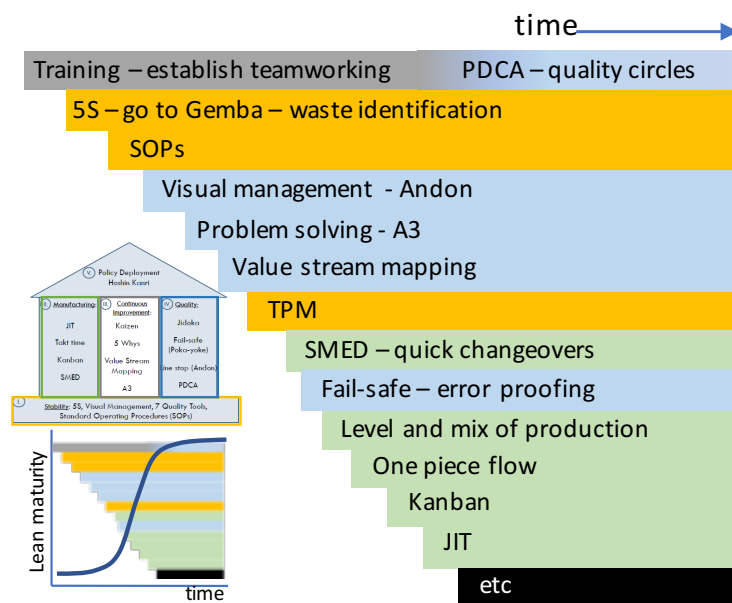 time
Training – establish teamworking
PDCA – quality circles
5S – go to Gemba – waste identification
SOPs
Visual management - Andon
Problem solving - A3
Value stream mapping
TPM
SMED – quick changeovers
Fail-safe – error proofing
Level and mix of production
One piece flow
Kanban
JIT
etc
V.
Policy Deployment
Hoshin Kanri
II.
Manufacturing:
JIT
Takt time
Kanban
SMED
III.
Continuous
Improvement:
Kaizen
5 Whys
Value Stream
Mapping
A3
IV.
Quality:
Jidoka
Fail-safe
(Poka-yoke)
Line stop (Andon)
PDCA
I.
Stability: 5S, Visual Management, 7 Quality Tools,
Standard Operating Procedures (SOPs)
Lean maturity
time